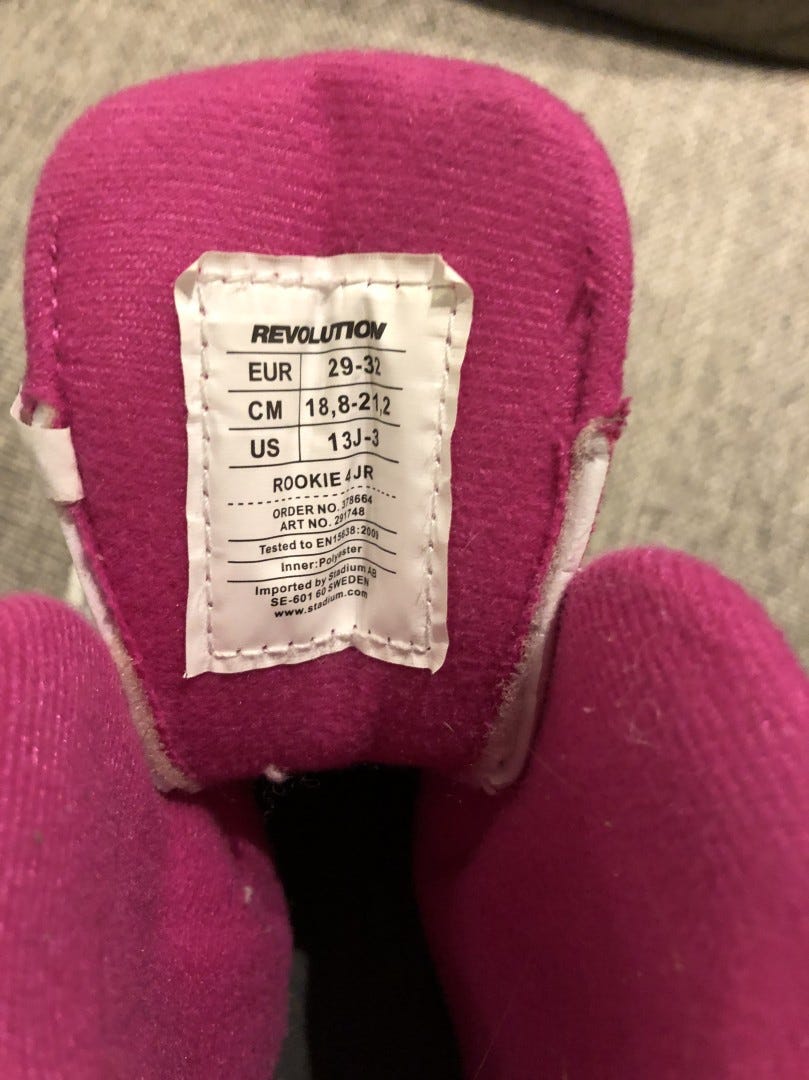 REVOLUTION
EUR 29-32
CM 18,8-21,2
US 13J-3
ROOKIE 4JR
ORDER NO. 378664
ART NO. 291748
Tested to EN15638:2009
Inner:Polyester
Imported by Stadium AB
SE-601 60 SWEDEN
www.stadium.com